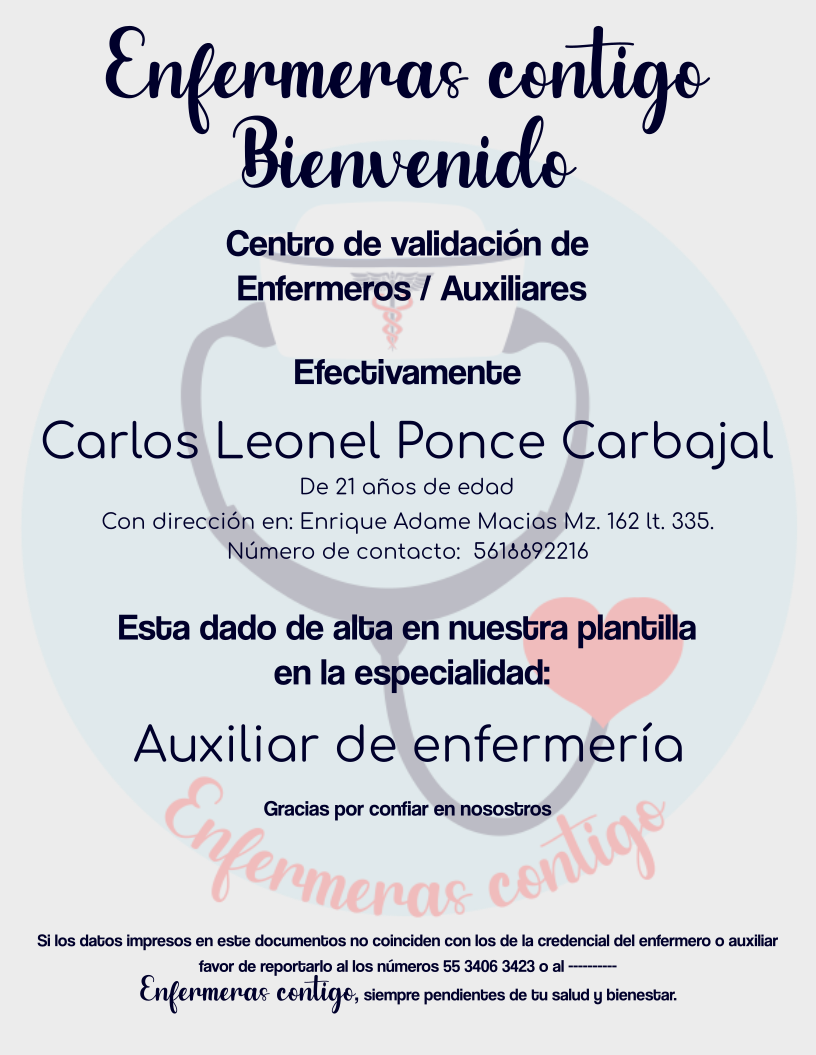 Enfermeras contigo
Bienvenido
Centro de validación de
Enfermeros / Auxiliares
Efectivamente
Carlos Leonel Ponce Carbajal
De 21 años de edad
Con dirección en: Enrique Adame Macias Mz. 162 lt. 335.
Número de contacto: 5616692216
Esta dado de alta en nuestra plantilla
en la especialidad:
Auxiliar de enfermería
Gracias por confiar en nosostros
Enfermeras contigo
Si los datos impresos en este documentos no coinciden con los de la credencial del enfermero o auxiliar
favor de reportarlo al los números 55 3406 3423 o al ----------
Enfermeras contigo, siempre pendientes de tu salud y bienestar.